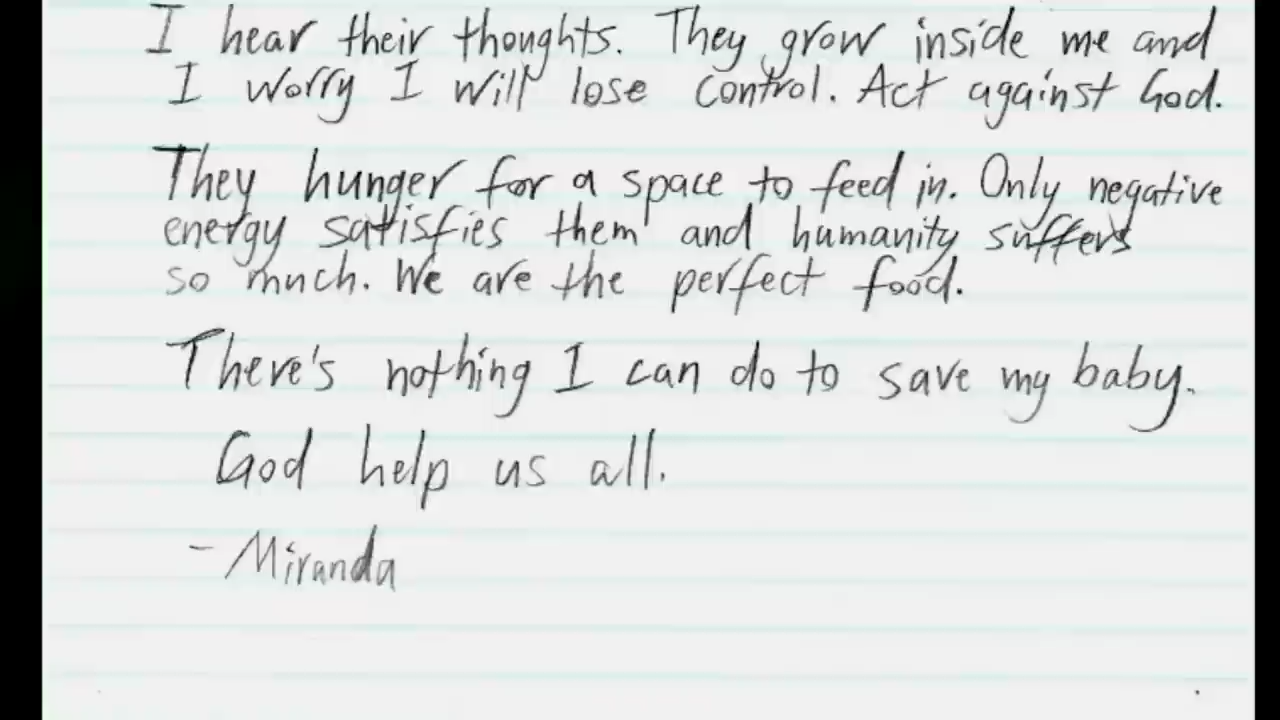 I hear their thoughts. They grow inside me and
I worry I will lose control. Act against God.
They hunger for a space to feed in. Only negative
energy satisfies them and humanity suffers
so much. We are the perfect food.
There's nothing I can do to save my baby.
God help us all.
- Miranda